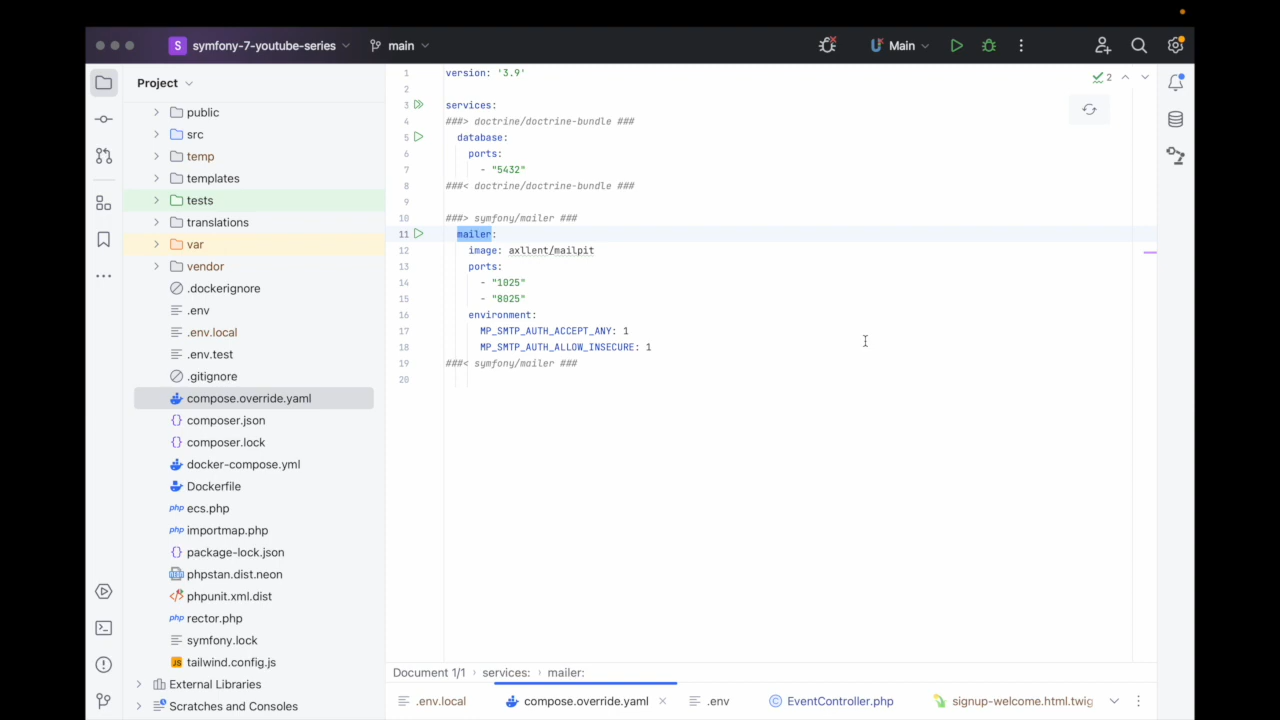 S symfony-7-youtube-series main Main
Project
public
src
temp
templates
tests
translations
var
vendor
.dockerignore
.env
.env.local
.env.test
.gitignore
compose.override.yaml
composer.json
composer.lock
docker-compose.yml
Dockerfile
php ecs.php
php importmap.php
package-lock.json
phpstan.dist.neon
phpunit.xml.dist
php rector.php
symfony.lock
JS tailwind.config.js
External Libraries
Scratches and Consoles
2
1 version: '3.9'
2
3 services:
4 ###> doctrine/doctrine-bundle ###
5 database:
6 ports:
7 - "5432"
8 ###< doctrine/doctrine-bundle ###
9
10 ###> symfony/mailer ###
11 mailer:
12 image: axllent/mailpit
13 ports:
14 - "1025"
15 - "8025"
16 environment:
17 MP_SMTP_AUTH_ACCEPT_ANY: 1
18 MP_SMTP_AUTH_ALLOW_INSECURE: 1
19 ###< symfony/mailer ###
20
Document 1/1 › services: › mailer:
.env.local compose.override.yaml .env EventController.php signup-welcome.html.twig